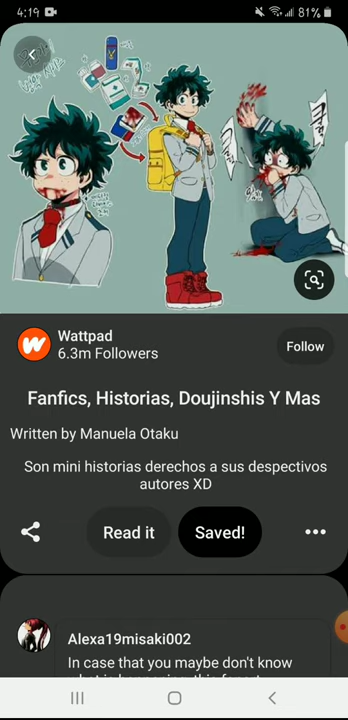 4:19
81%
Wattpad
6.3m Followers
Follow
Fanfics, Historias, Doujinshis Y Mas
Written by Manuela Otaku
Son mini historias derechos a sus despectivos
autores XD
Read it
Saved!
Alexa19misaki002
In case that you maybe don't know